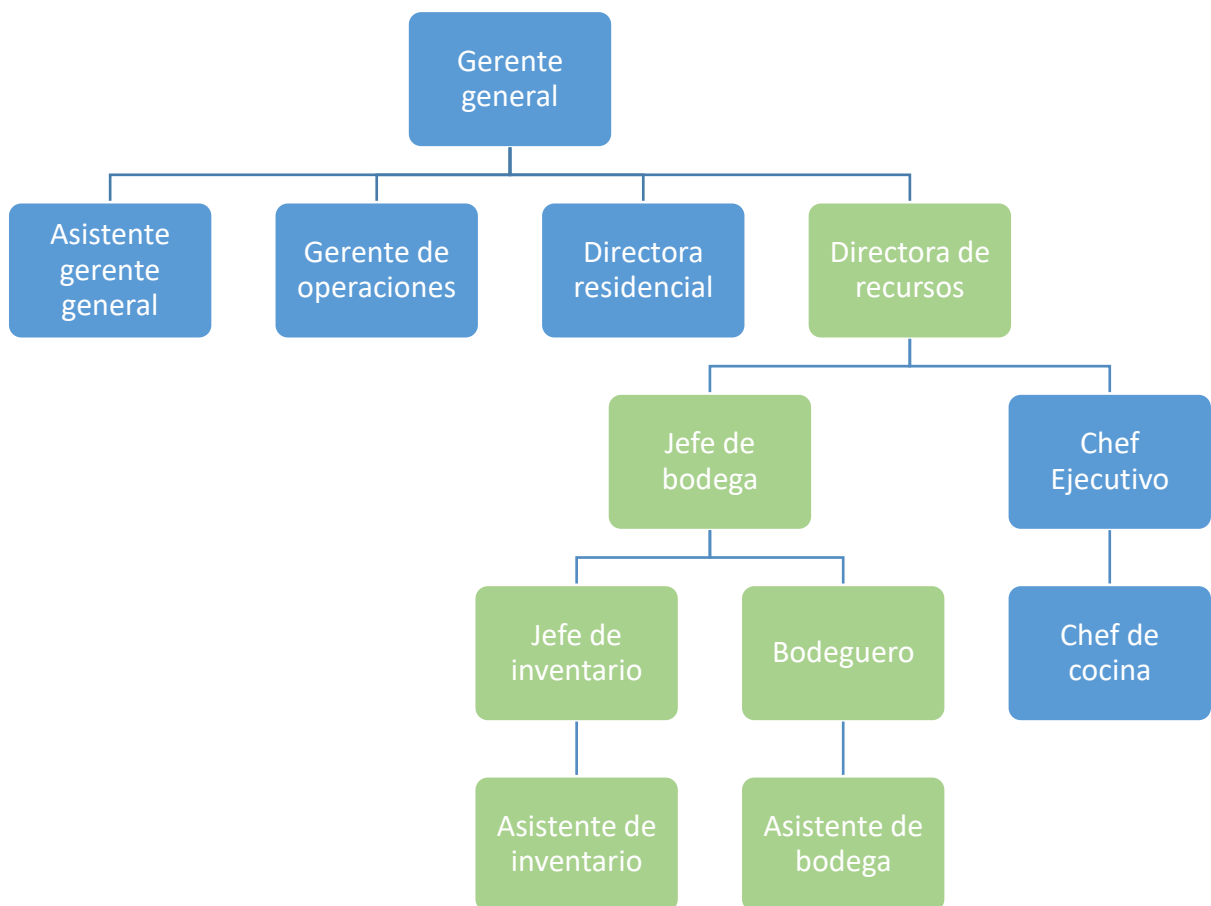 Gerente
general
Asistente
gerente
general
Gerente de
operaciones
Directora
residencial
Directora de
recursos
Jefe de
bodega
Chef
Ejecutivo
Jefe de
inventario
Bodeguero
Chef de
cocina
Asistente de
inventario
Asistente de
bodega